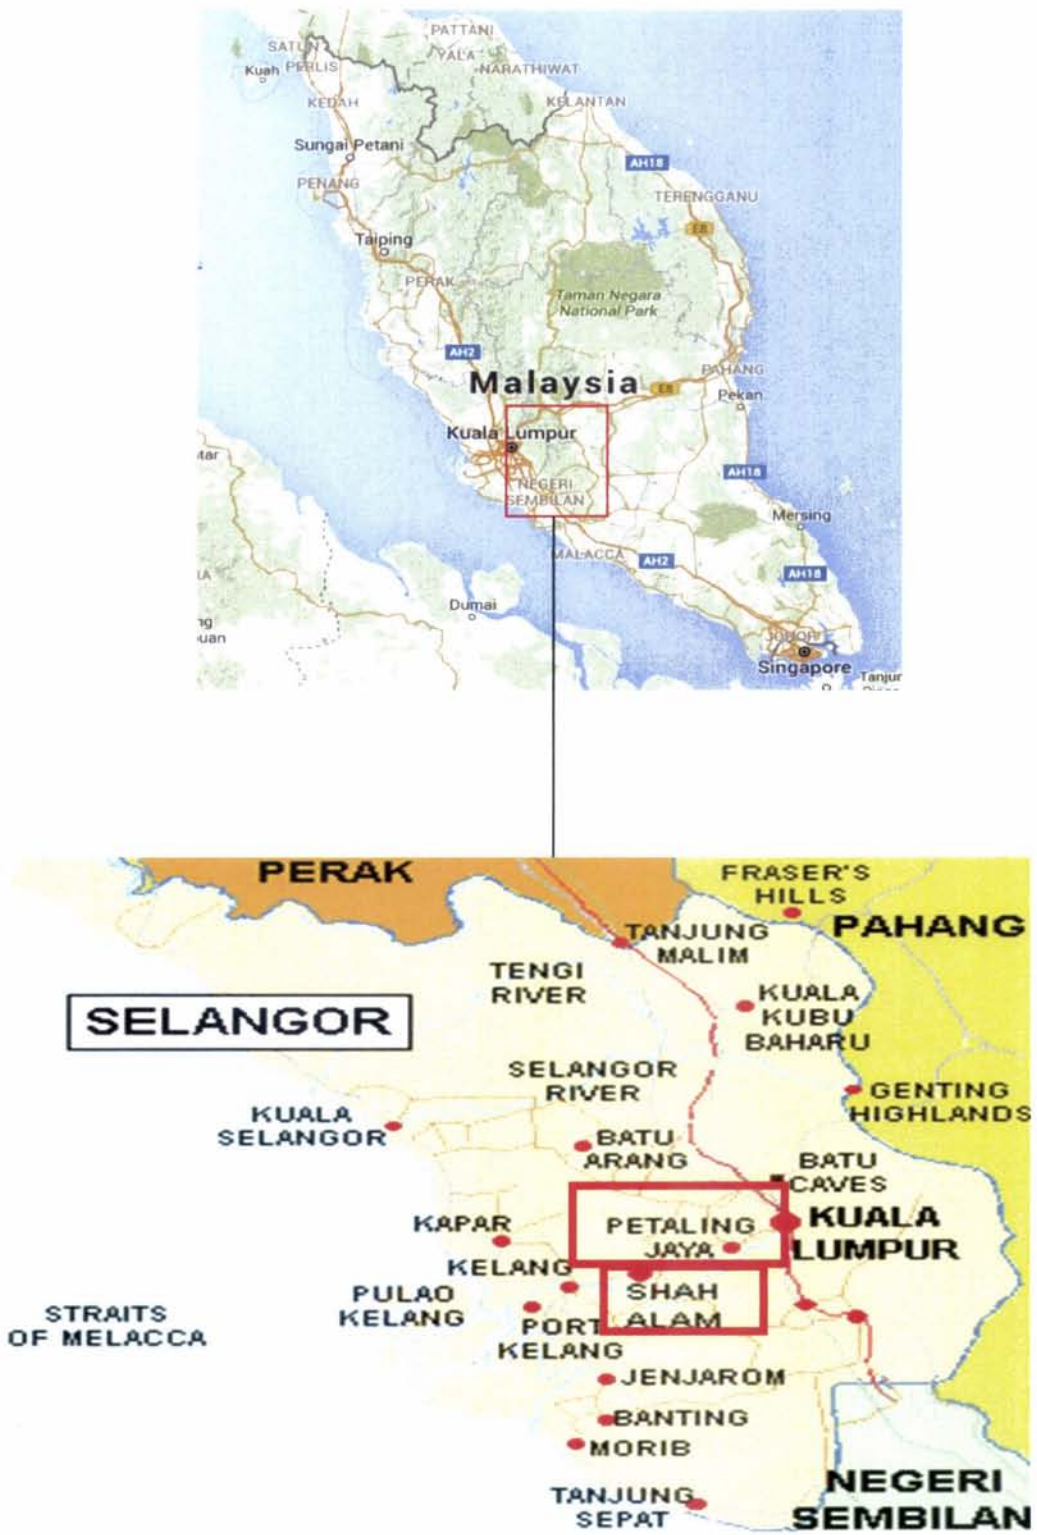 PATTANI
SATUN
YALA
Kuah
PERLIS
NARATHIWAT
KEDAH
KELANTAN
Sungai Petani
AH18
PENANG
TERENGGANU
E8
Taiping
PERAK
Taman Negara
National Park
AH2
PAHANG
Malaysia
E8
Pekan
Kuala Lumpur
AH18
NEGERI
SEMBILAN
Mersing
MALACCA
AH2
AH18
Dumai
JOHOR
Singapore
Tanjur
PERAK
FRASER'S
HILLS
PAHANG
TANJUNG
MALIM
TENGI
RIVER
KUALA
KUBU
BAHARU
SELANGOR
SELANGOR
RIVER
GENTING
HIGHLANDS
KUALA
SELANGOR
BATU
ARANG
BATU
CAVES
KAPAR
PETALING
JAYA
KUALA
LUMPUR
KELANG
PULAO
KELANG
SHAH
ALAM
STRAITS
OF MELACCA
PORT
KELANG
JENJAROM
BANTING
MORIB
NEGERI
SEMBILAN
TANJUNG
SEPAT